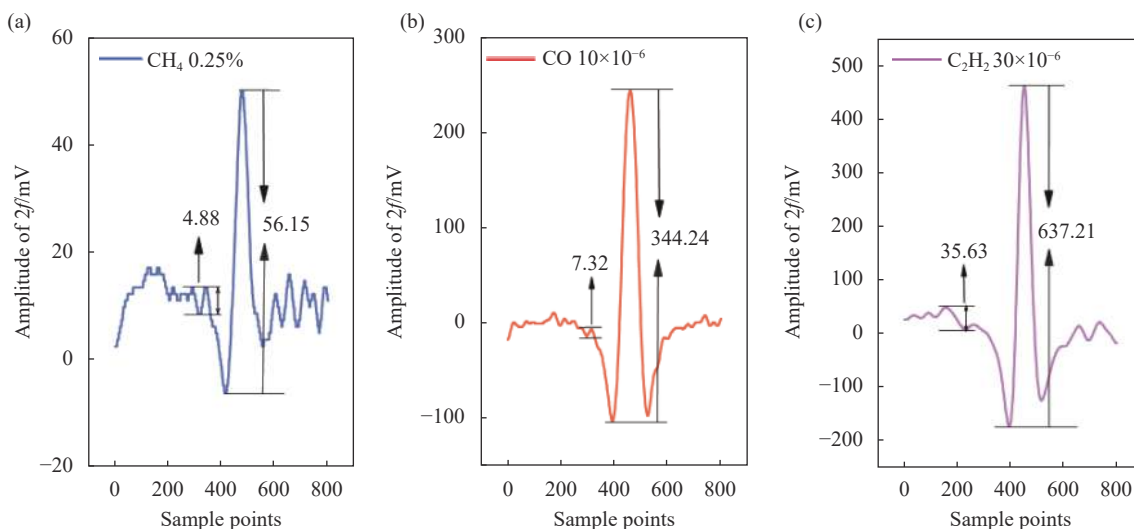 (a)
60
40
20
0
−20
CH₄ 0.25%
4.88
56.15
0 200 400 600 800
Sample points
Amplitude of 2f/mV
(b)
300
200
100
0
−100
CO 10×10⁻⁶
7.32
344.24
0 200 400 600 800
Sample points
Amplitude of 2f/mV
(c)
500
400
300
200
100
0
−100
−200
C₂H₂ 30×10⁻⁶
35.63
637.21
0 200 400 600 800
Sample points
Amplitude of 2f/mV